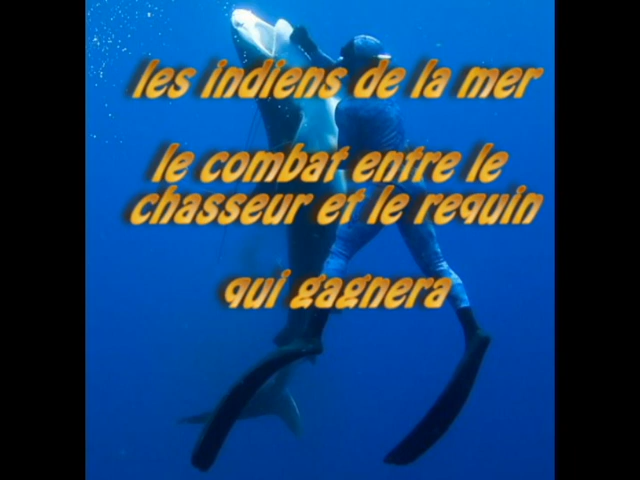 les indiens de la mer
le combat entre le
chasseur et le requin
qui gagnera